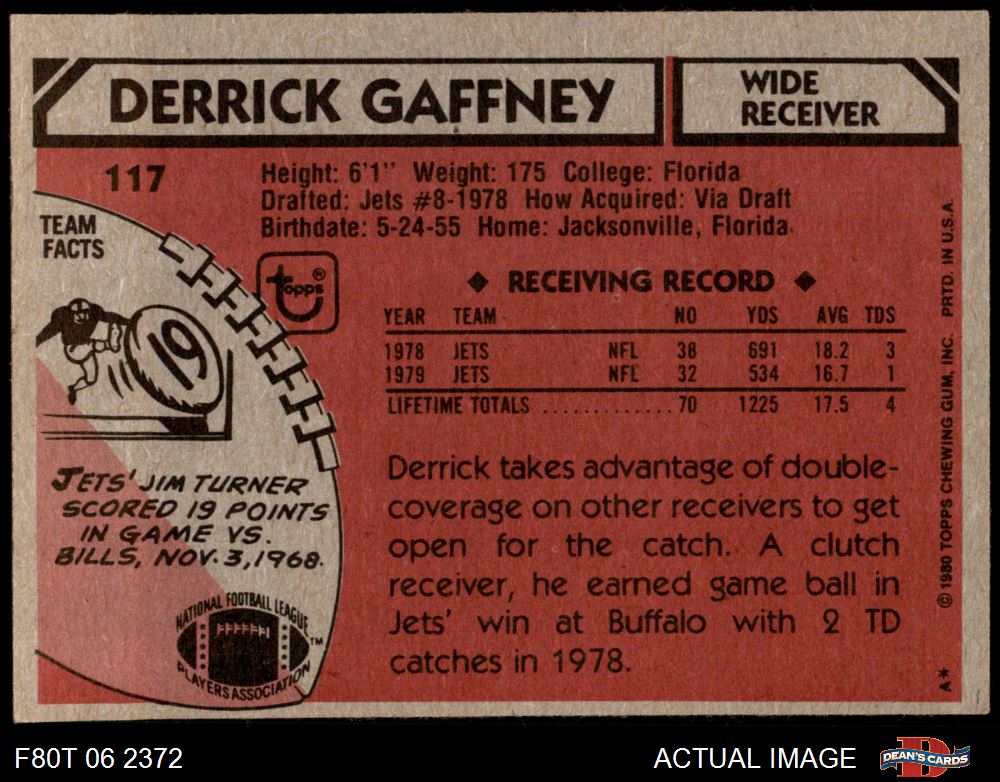 DERRICK GAFFNEY
WIDE
RECEIVER
117
Height: 6'1" Weight: 175 College: Florida
Drafted: Jets #8-1978 How Acquired: Via Draft
Birthdate: 5-24-55 Home: Jacksonville, Florida.
TEAM
FACTS
topps®
19
JETS' JIM TURNER
SCORED 19 POINTS
IN GAME VS.
BILLS, NOV. 3, 1968.
NATIONAL FOOTBALL LEAGUE
PLAYERS ASSOCIATION
™
◆ RECEIVING RECORD ◆
YEAR TEAM NO YDS AVG TDS
1978 JETS NFL 38 691 18.2 3
1979 JETS NFL 32 534 16.7 1
LIFETIME TOTALS ............. 70 1225 17.5 4
Derrick takes advantage of double-
coverage on other receivers to get
open for the catch. A clutch
receiver, he earned game ball in
Jets' win at Buffalo with 2 TD
catches in 1978.
A* © 1980 TOPPS CHEWING GUM, INC. PRTD. IN U.S.A.
F80T 06 2372
ACTUAL IMAGE
DEAN'S CARDS